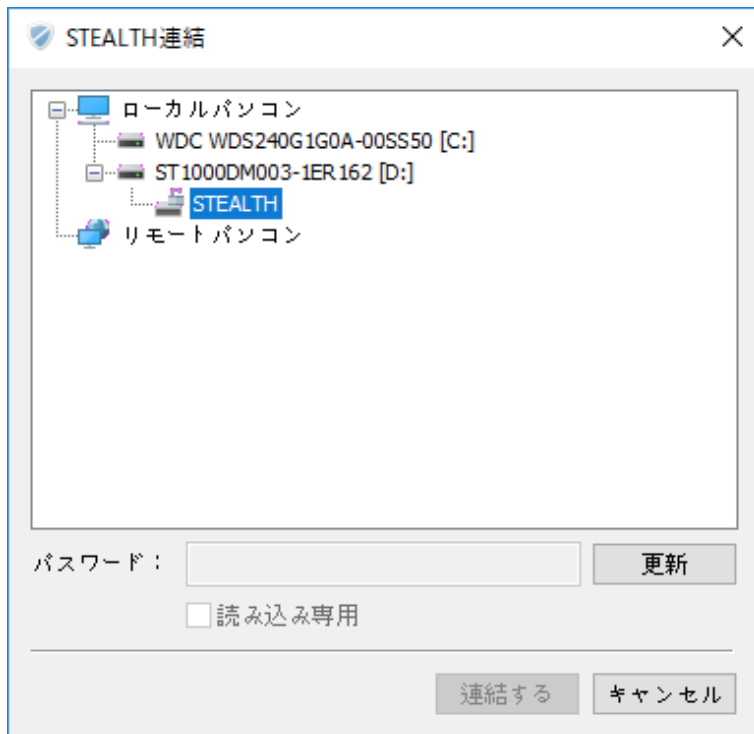 STEALTH連結
ローカルパソコン
WDC WDS240G1G0A-00SS50 [C:]
ST1000DM003-1ER162 [D:]
STEALTH
リモートパソコン
パスワード:
更新
読み込み専用
連結する
キャンセル